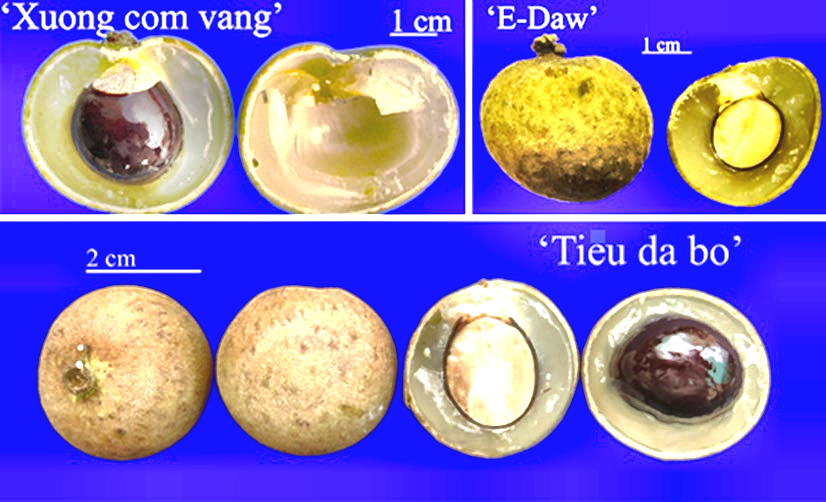 ‘Xuong com vang’
1 cm
‘E-Daw’
1 cm
2 cm
‘Tieu da bo’